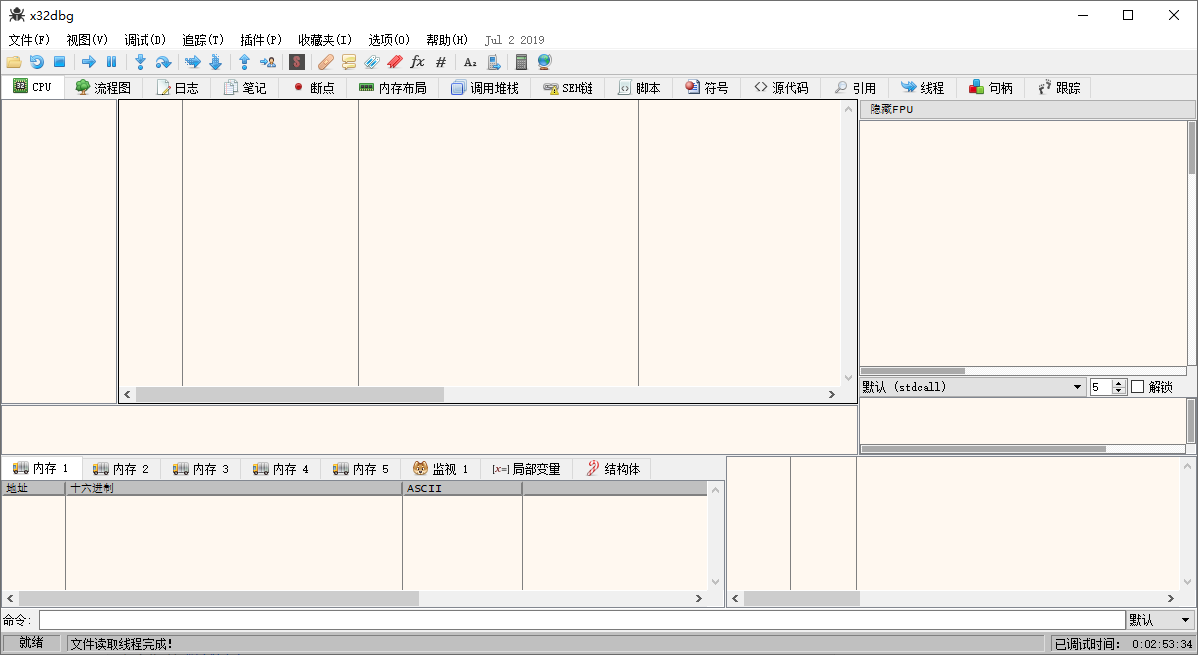 x32dbg
文件(F) 视图(V) 调试(D) 追踪(T) 插件(P) 收藏夹(I) 选项(O) 帮助(H) Jul 2 2019
$ fx # Az
CPU 流程图 日志 笔记 断点 内存布局 调用堆栈 SEH链 脚本 符号 源代码 引用 线程 句柄 跟踪
隐藏FPU
默认 (stdcall) 5 解锁
内存 1 内存 2 内存 3 内存 4 内存 5 监视 1 [x=] 局部变量 结构体
地址 十六进制 ASCII
命令: 默认
就绪 文件读取线程完成! 已调试时间: 0:02:53:34